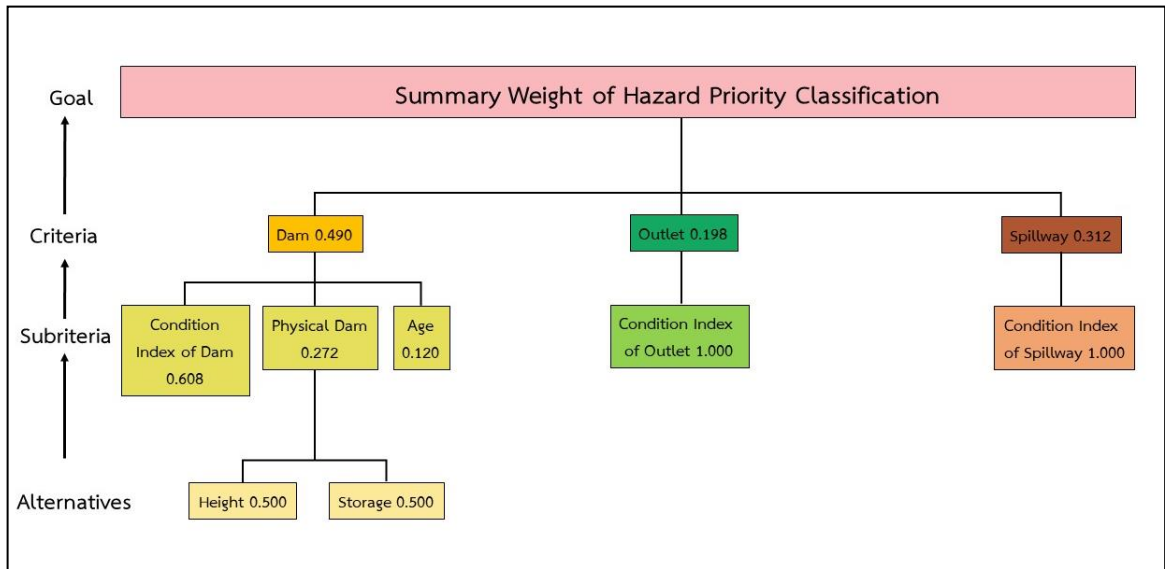 Goal
Summary Weight of Hazard Priority Classification
Criteria
Dam 0.490
Outlet 0.198
Spillway 0.312
Subriteria
Condition
Index of Dam
0.608
Physical Dam
0.272
Age
0.120
Condition Index
of Outlet 1.000
Condition Index
of Spillway 1.000
Alternatives
Height 0.500
Storage 0.500